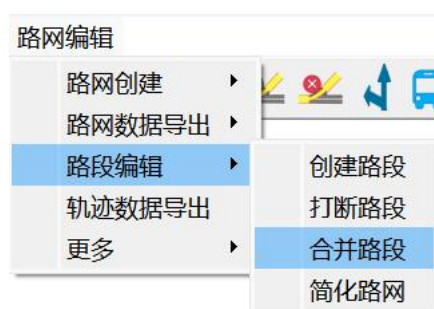 路网编辑
路网创建
路网数据导出
路段编辑
轨迹数据导出
更多
创建路段
打断路段
合并路段
简化路网